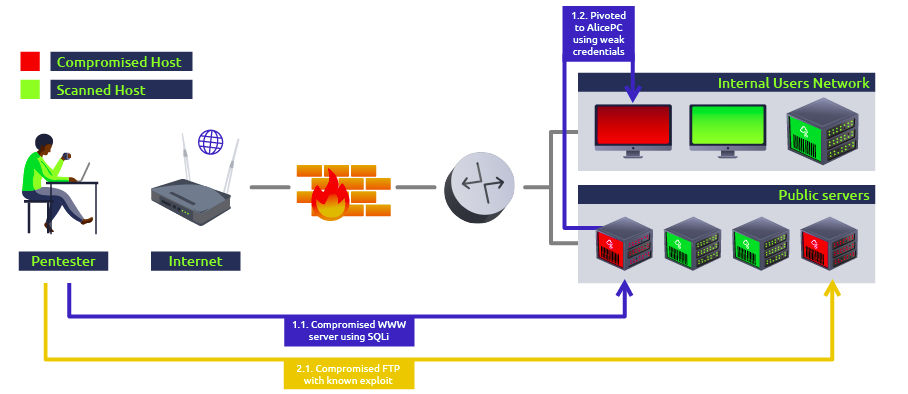 1.2. Pivoted
to AlicePC
using weak
credentials
Compromised Host
Scanned Host
Internal Users Network
Public servers
Pentester
Internet
1.1. Compromised WWW
server using SQLi
2.1. Compromised FTP
with known exploit